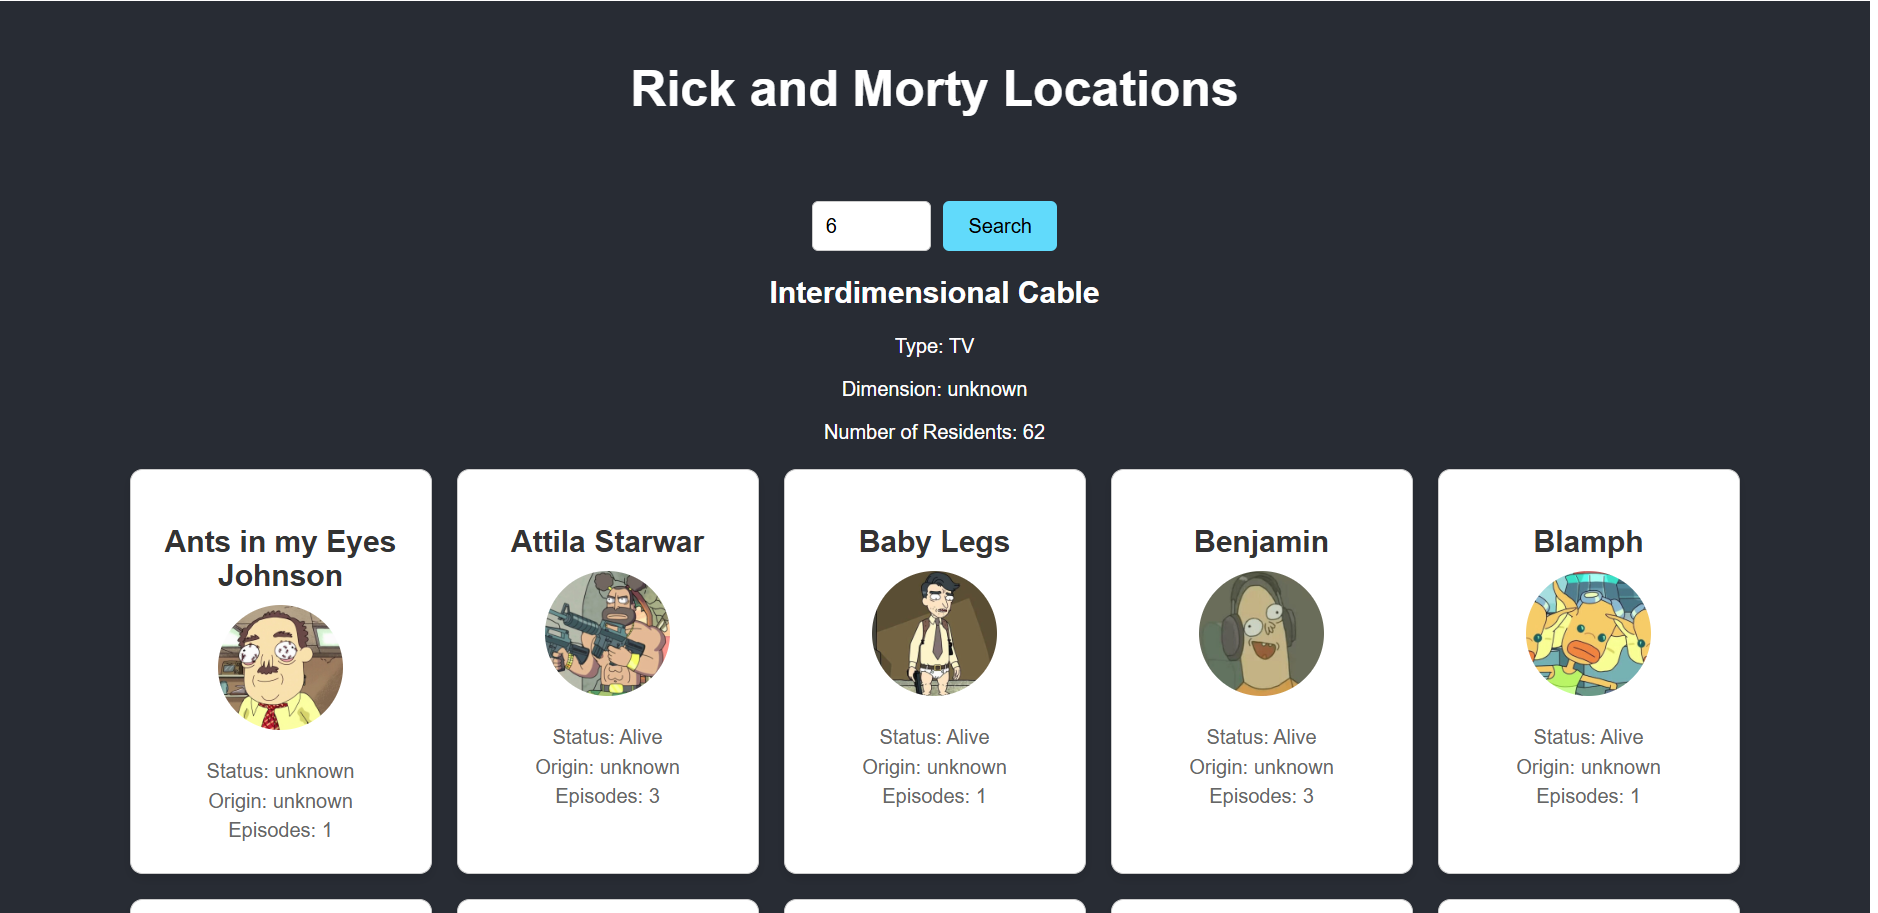 Rick and Morty Locations
6
Search
Interdimensional Cable
Type: TV
Dimension: unknown
Number of Residents: 62
Ants in my Eyes
Johnson
Status: unknown
Origin: unknown
Episodes: 1
Attila Starwar
Status: Alive
Origin: unknown
Episodes: 3
Baby Legs
Status: Alive
Origin: unknown
Episodes: 1
Benjamin
Status: Alive
Origin: unknown
Episodes: 3
Blamph
Status: Alive
Origin: unknown
Episodes: 1